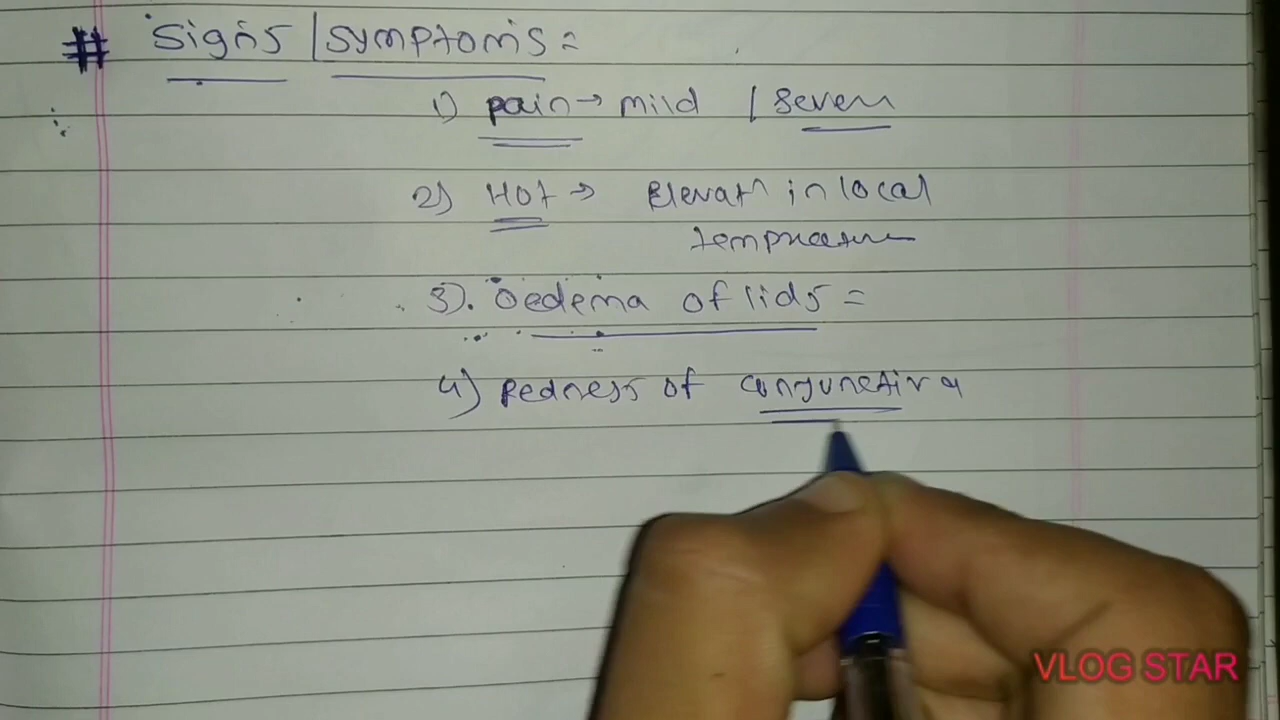 # Signs | Symptoms =
1) pain → mild / severe
2) Hot → Elevatn in local
temprature
3). Oedema of lids =
4) Redness of conjunctiva
VLOG STAR